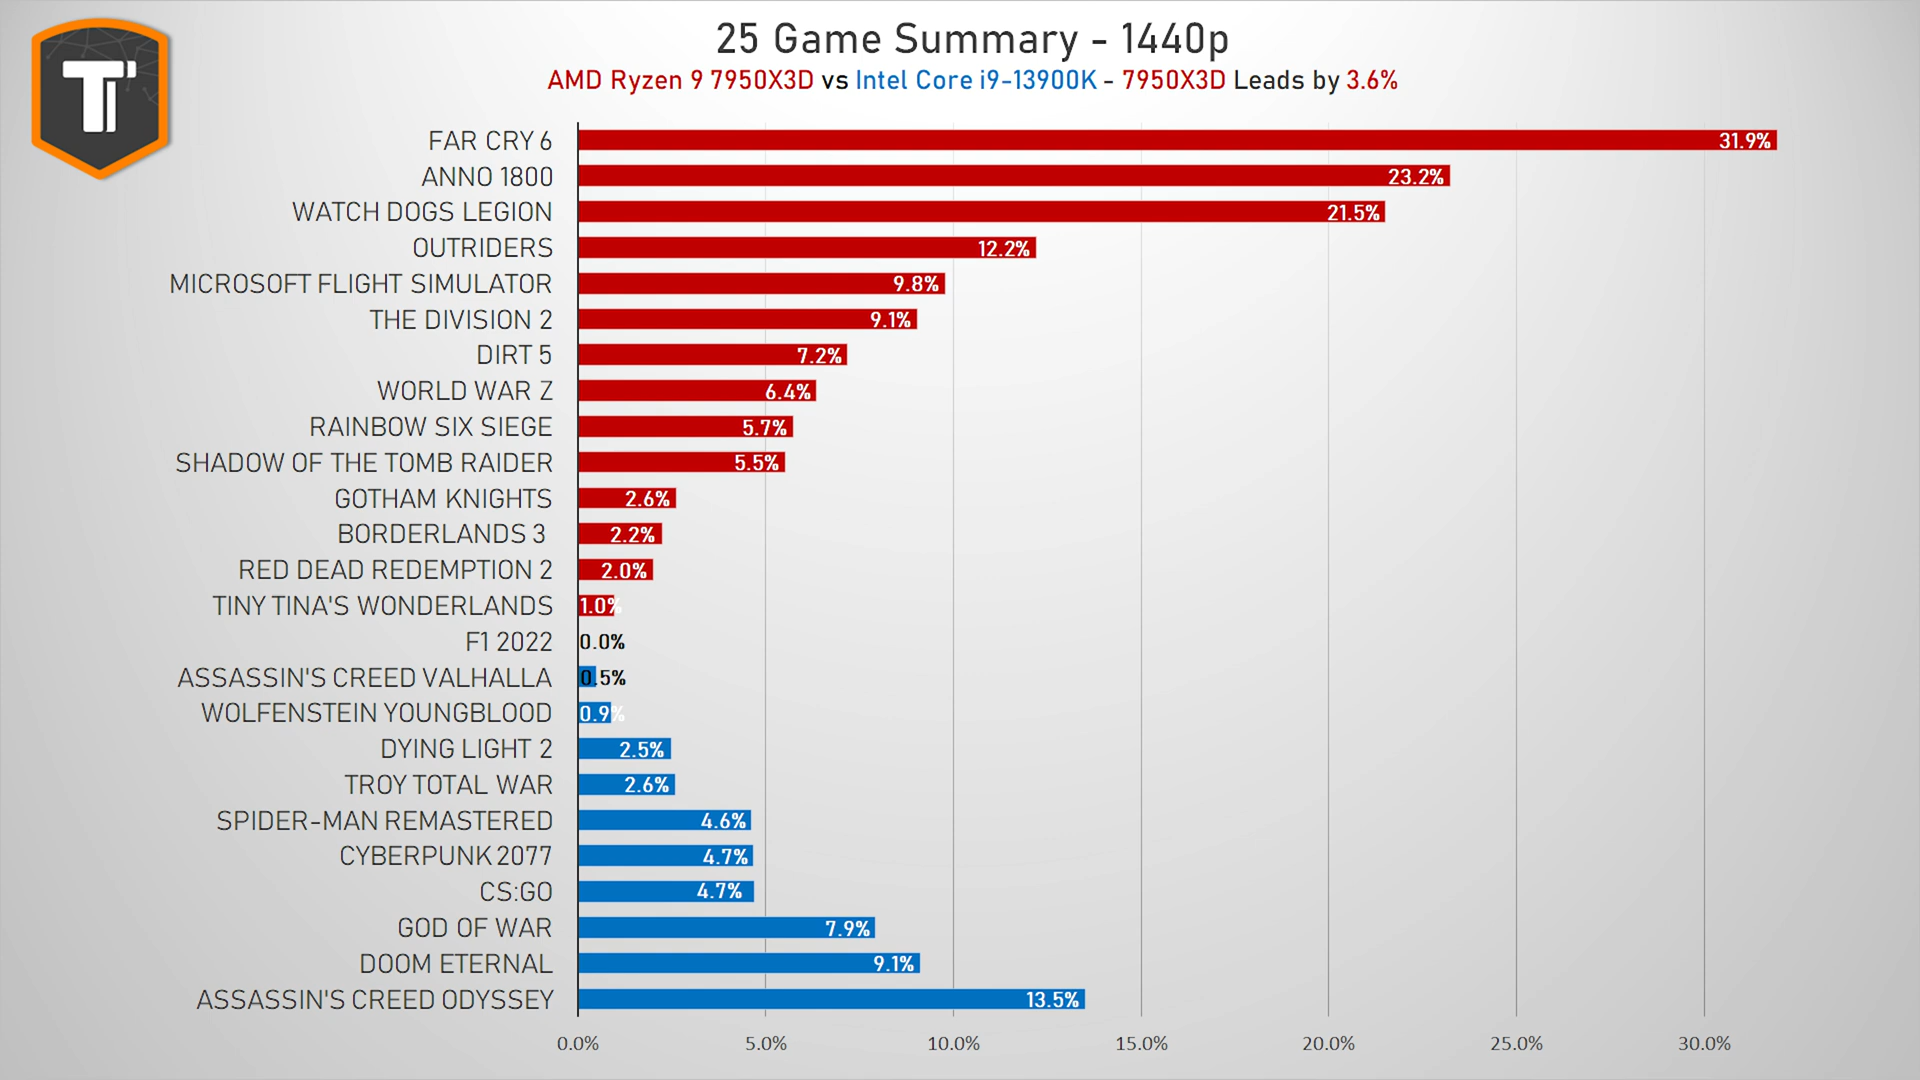 25 Game Summary - 1440p
AMD Ryzen 9 7950X3D vs Intel Core i9-13900K - 7950X3D Leads by 3.6%
FAR CRY 6 31.9%
ANNO 1800 23.2%
WATCH DOGS LEGION 21.5%
OUTRIDERS 12.2%
MICROSOFT FLIGHT SIMULATOR 9.8%
THE DIVISION 2 9.1%
DIRT 5 7.2%
WORLD WAR Z 6.4%
RAINBOW SIX SIEGE 5.7%
SHADOW OF THE TOMB RAIDER 5.5%
GOTHAM KNIGHTS 2.6%
BORDERLANDS 3 2.2%
RED DEAD REDEMPTION 2 2.0%
TINY TINA'S WONDERLANDS 1.0%
F1 2022 0.0%
ASSASSIN'S CREED VALHALLA 0.5%
WOLFENSTEIN YOUNGBLOOD 0.9%
DYING LIGHT 2 2.5%
TROY TOTAL WAR 2.6%
SPIDER-MAN REMASTERED 4.6%
CYBERPUNK 2077 4.7%
CS:GO 4.7%
GOD OF WAR 7.9%
DOOM ETERNAL 9.1%
ASSASSIN'S CREED ODYSSEY 13.5%
0.0% 5.0% 10.0% 15.0% 20.0% 25.0% 30.0%